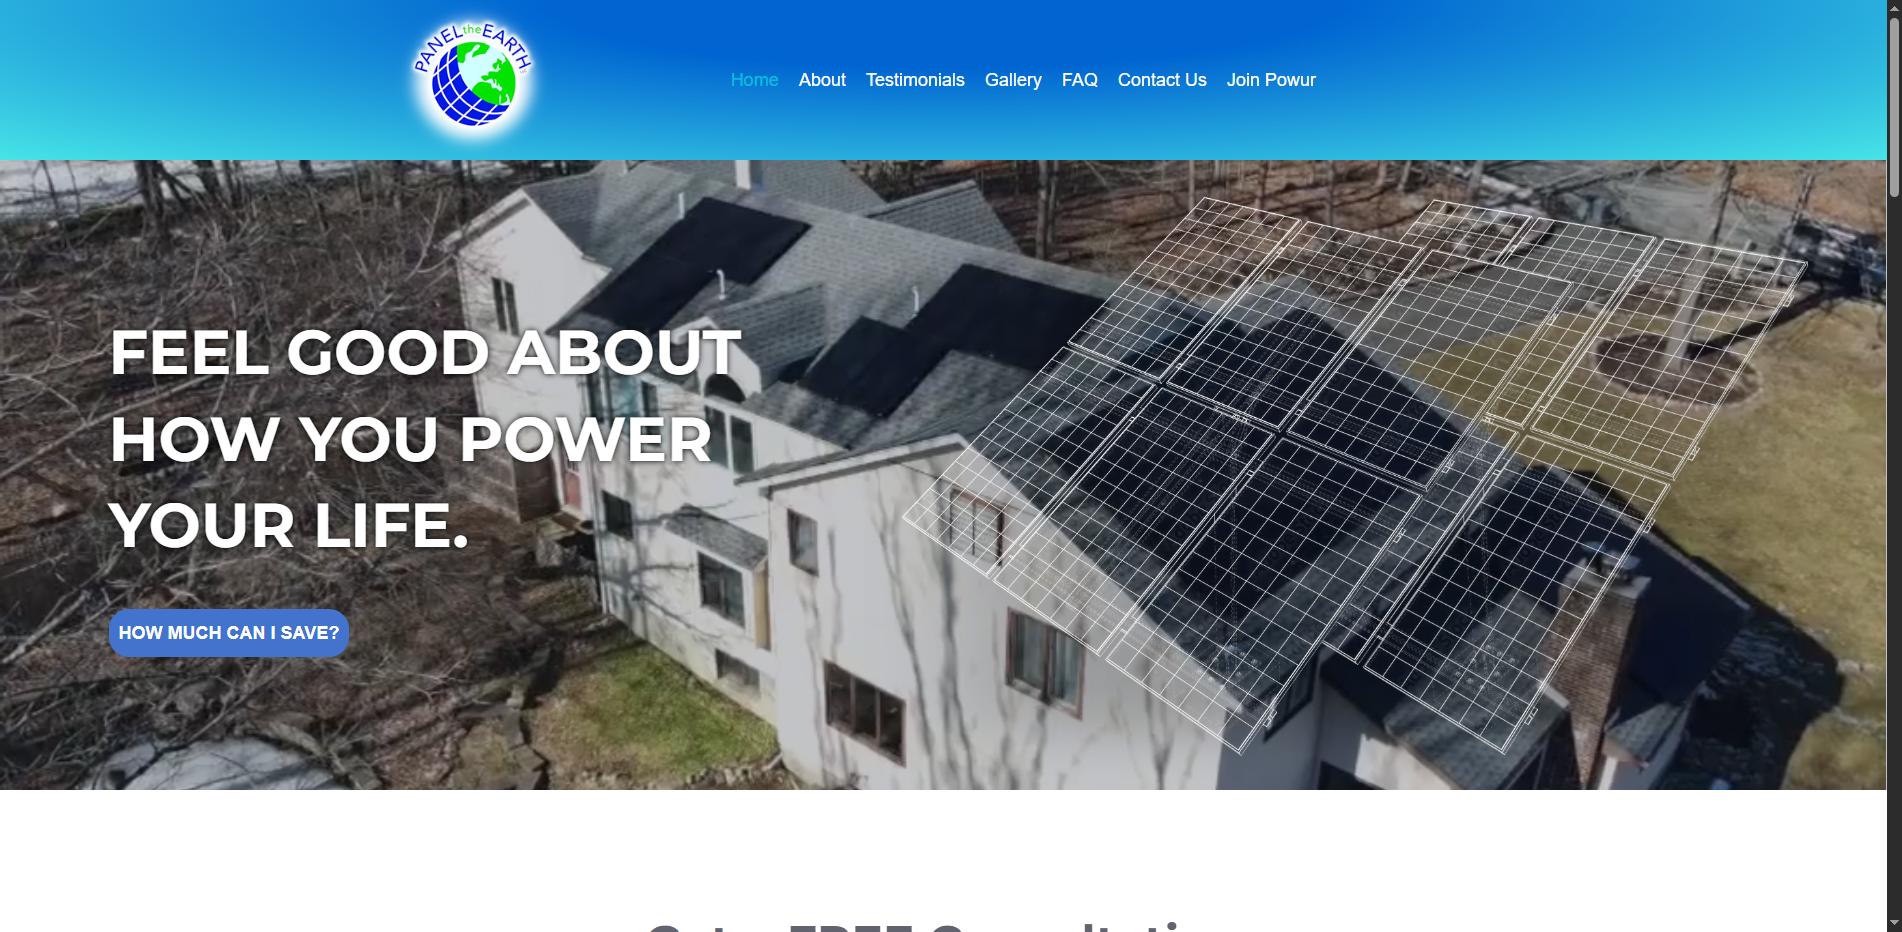 PANEL the EARTH
Home About Testimonials Gallery FAQ Contact Us Join Powur
FEEL GOOD ABOUT
HOW YOU POWER
YOUR LIFE.
HOW MUCH CAN I SAVE?